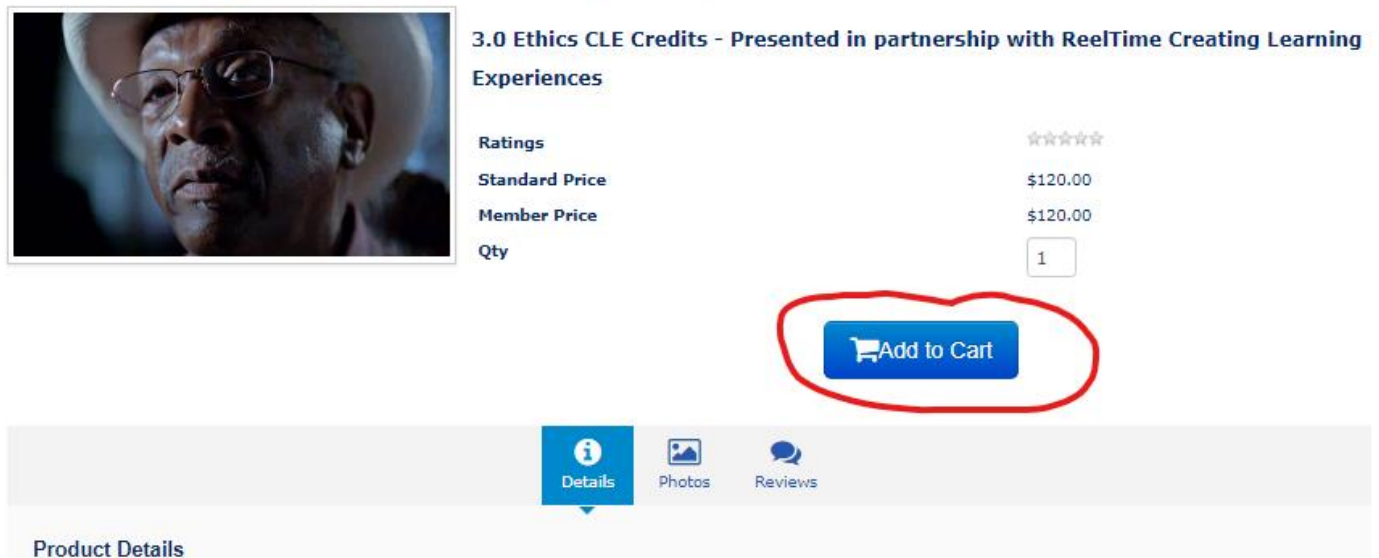 3.0 Ethics CLE Credits - Presented in partnership with ReelTime Creating Learning
Experiences
Ratings
Standard Price $120.00
Member Price $120.00
Qty 1
Add to Cart
Details Photos Reviews
Product Details